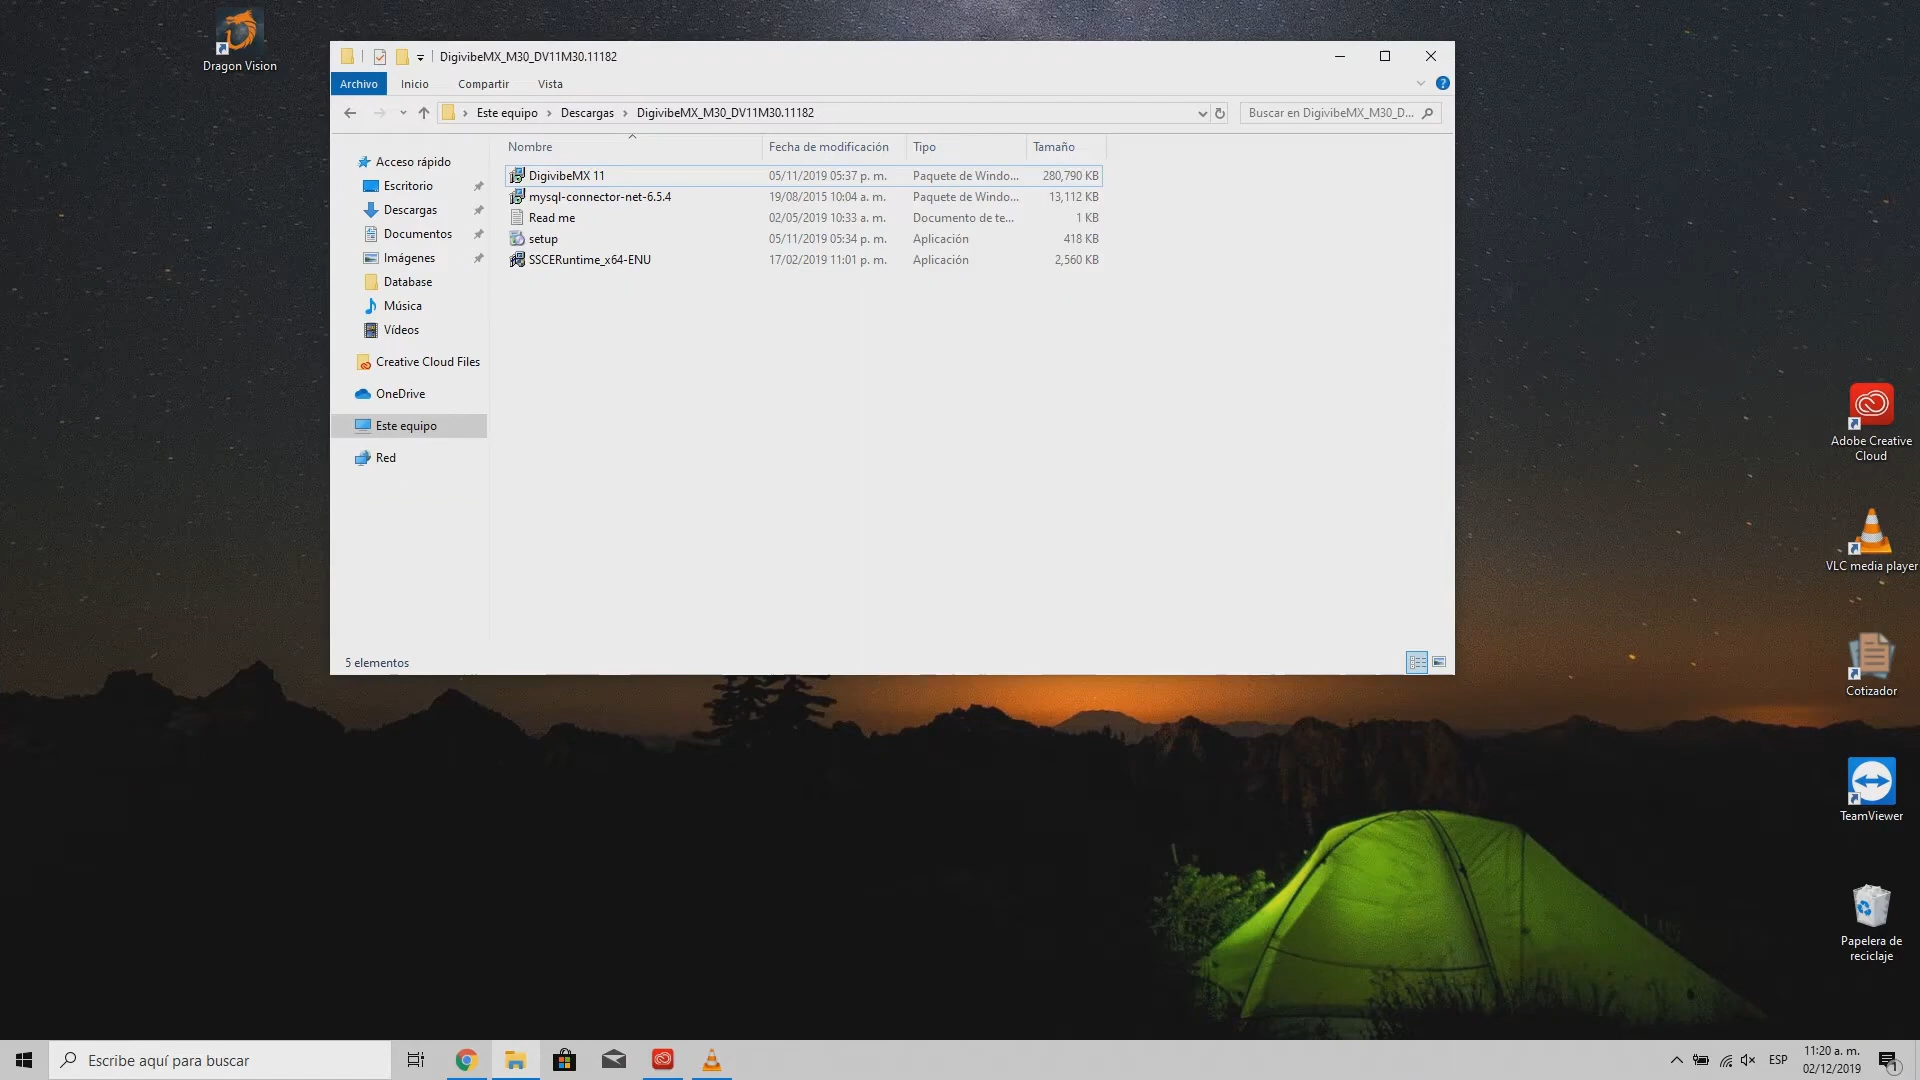 Dragon Vision
DigivibeMX_M30_DV11M30.11182
Archivo
Inicio
Compartir
Vista
Este equipo
Descargas
DigivibeMX_M30_DV11M30.11182
Buscar en DigivibeMX_M30_D...
Nombre
Fecha de modificación
Tipo
Tamaño
DigivibeMX 11 05/11/2019 05:37 p. m. Paquete de Windo... 280,790 KB
mysql-connector-net-6.5.4 19/08/2015 10:04 a. m. Paquete de Windo... 13,112 KB
Read me 02/05/2019 10:33 a. m. Documento de te... 1 KB
setup 05/11/2019 05:34 p. m. Aplicación 418 KB
SSCERuntime_x64-ENU 17/02/2019 11:01 p. m. Aplicación 2,560 KB
Acceso rápido
Escritorio
Descargas
Documentos
Imágenes
Database
Música
Vídeos
Creative Cloud Files
OneDrive
Este equipo
Red
5 elementos
Adobe Creative
Cloud
VLC media player
Cotizador
TeamViewer
Papelera de
reciclaje
Escribe aquí para buscar
ESP
11:20 a. m.
02/12/2019
1